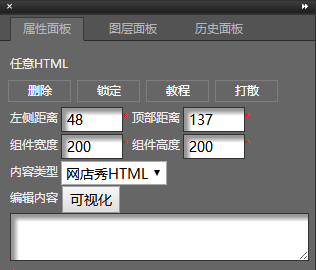 属性面板 图层面板 历史面板
任意HTML
删除 锁定 教程 打散
左侧距离 48 * 顶部距离 137 *
组件宽度 200 * 组件高度 200 *
内容类型 网店秀HTML
编辑内容 可视化